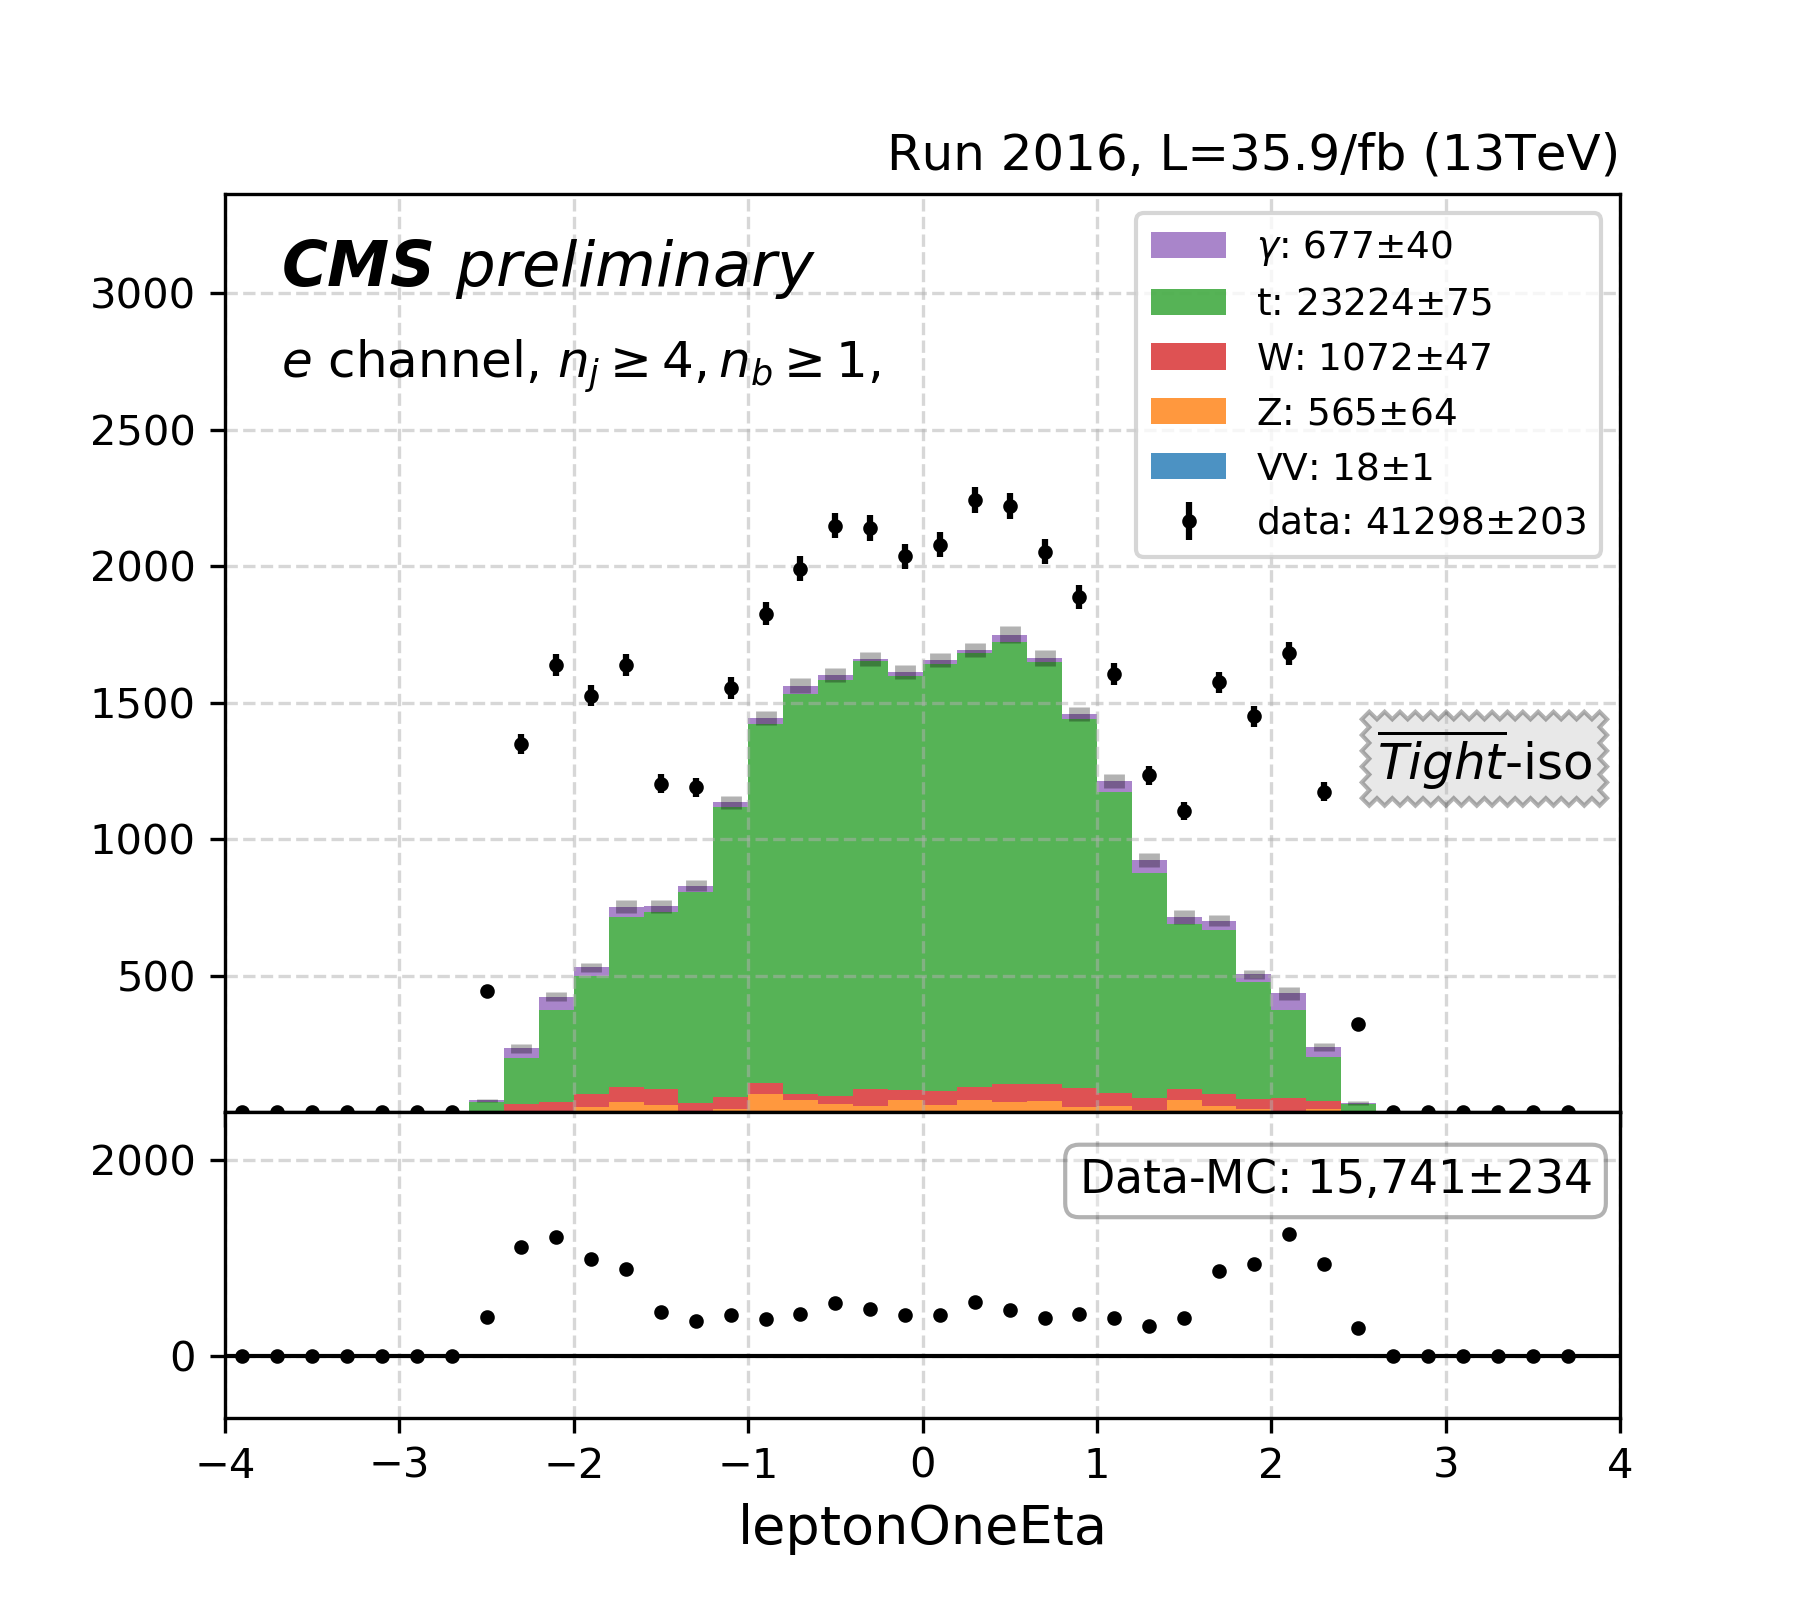 Run 2016, L=35.9/fb (13TeV)
CMS preliminary
e channel, n_j ≥ 4, n_b ≥ 1,
γ: 677±40
t: 23224±75
W: 1072±47
Z: 565±64
VV: 18±1
data: 41298±203
3000
2500
2000
1500
1000
500
Tight-iso
2000
0
Data-MC: 15,741±234
−4 −3 −2 −1 0 1 2 3 4
leptonOneEta